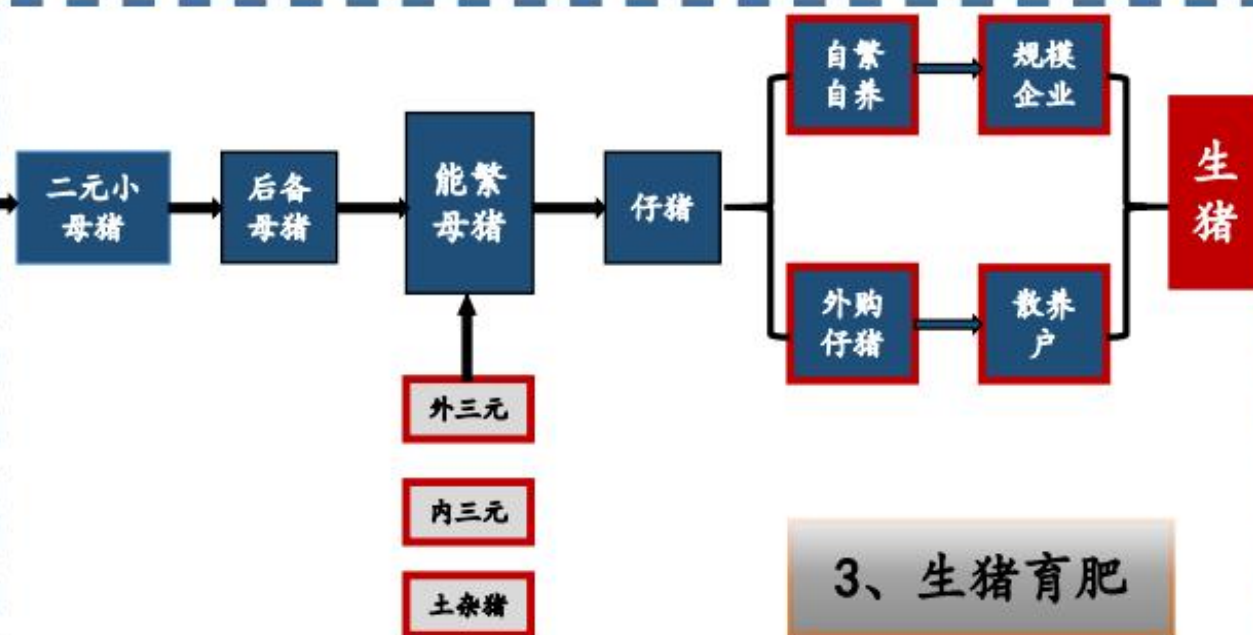 二元小
母猪
后备
母猪
能繁
母猪
仔猪
自繁
自养
规模
企业
外购
仔猪
散养
户
生
猪
外三元
内三元
土杂猪
3、生猪育肥